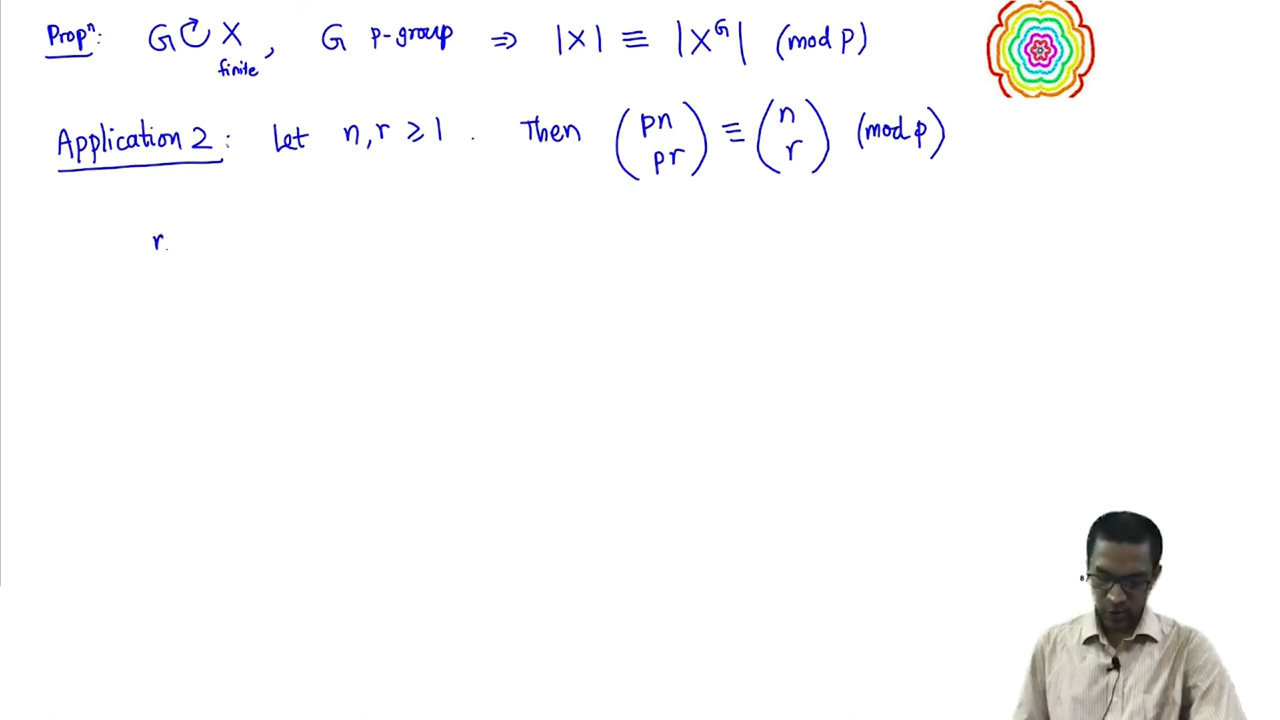 Propⁿ: G ↻ X, G p-group ⇒ |X| ≡ |X^G| (mod p)
finite
Application 2: Let n, r ≥ 1. Then (pn pr) ≡ (n r) (mod p)
r